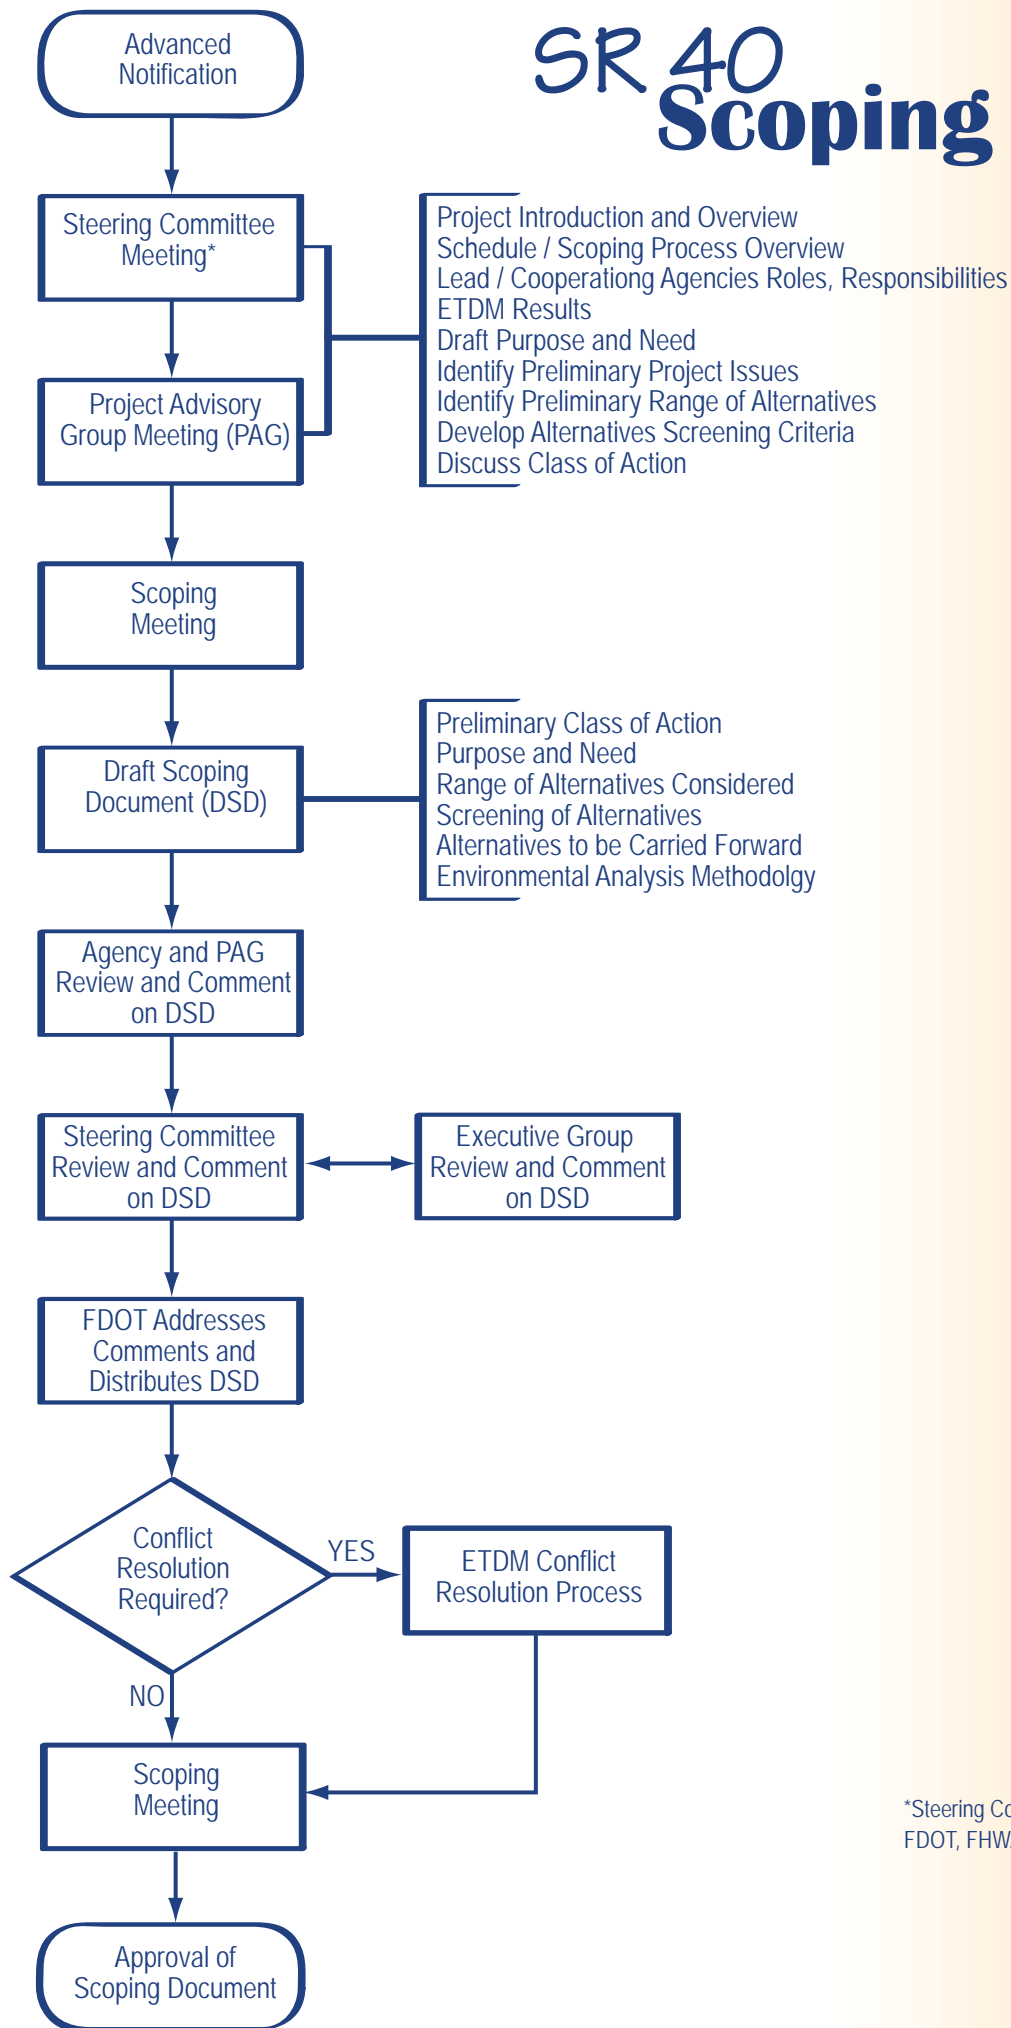 SR 40
Scoping
Advanced
Notification
Steering Committee
Meeting*
Project Introduction and Overview
Schedule / Scoping Process Overview
Lead / Cooperationg Agencies Roles, Responsibilities
ETDM Results
Draft Purpose and Need
Identify Preliminary Project Issues
Identify Preliminary Range of Alternatives
Develop Alternatives Screening Criteria
Discuss Class of Action
Project Advisory
Group Meeting (PAG)
Scoping
Meeting
Draft Scoping
Document (DSD)
Preliminary Class of Action
Purpose and Need
Range of Alternatives Considered
Screening of Alternatives
Alternatives to be Carried Forward
Environmental Analysis Methodolgy
Agency and PAG
Review and Comment
on DSD
Steering Committee
Review and Comment
on DSD
Executive Group
Review and Comment
on DSD
FDOT Addresses
Comments and
Distributes DSD
Conflict
Resolution
Required?
YES
ETDM Conflict
Resolution Process
NO
Scoping
Meeting
*Steering
FDOT,
Approval of
Scoping Document